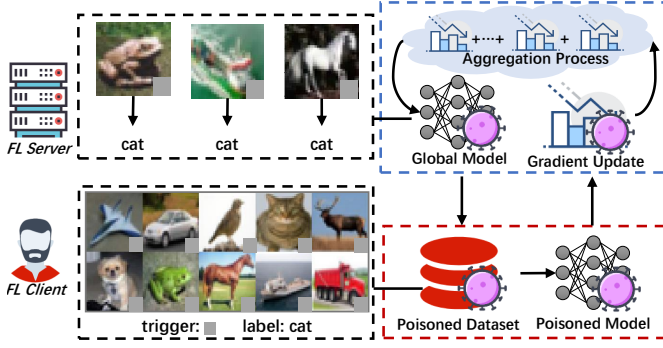 +···+ +
Aggregation Process
FL Server
cat cat cat
Global Model Gradient Update
FL Client
trigger: label: cat
Poisoned Dataset Poisoned Model